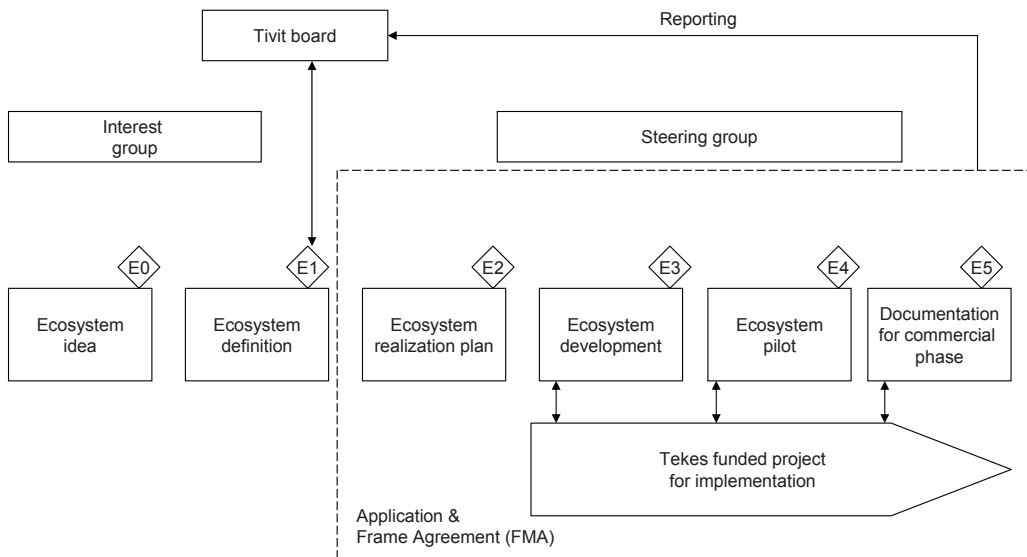 Reporting
Tivit board
Interest
group
Steering group
E0
E1
E2
E3
E4
E5
Ecosystem
idea
Ecosystem
definition
Ecosystem
realization plan
Ecosystem
development
Ecosystem
pilot
Documentation
for commercial
phase
Tekes funded project
for implementation
Application &
Frame Agreement (FMA)